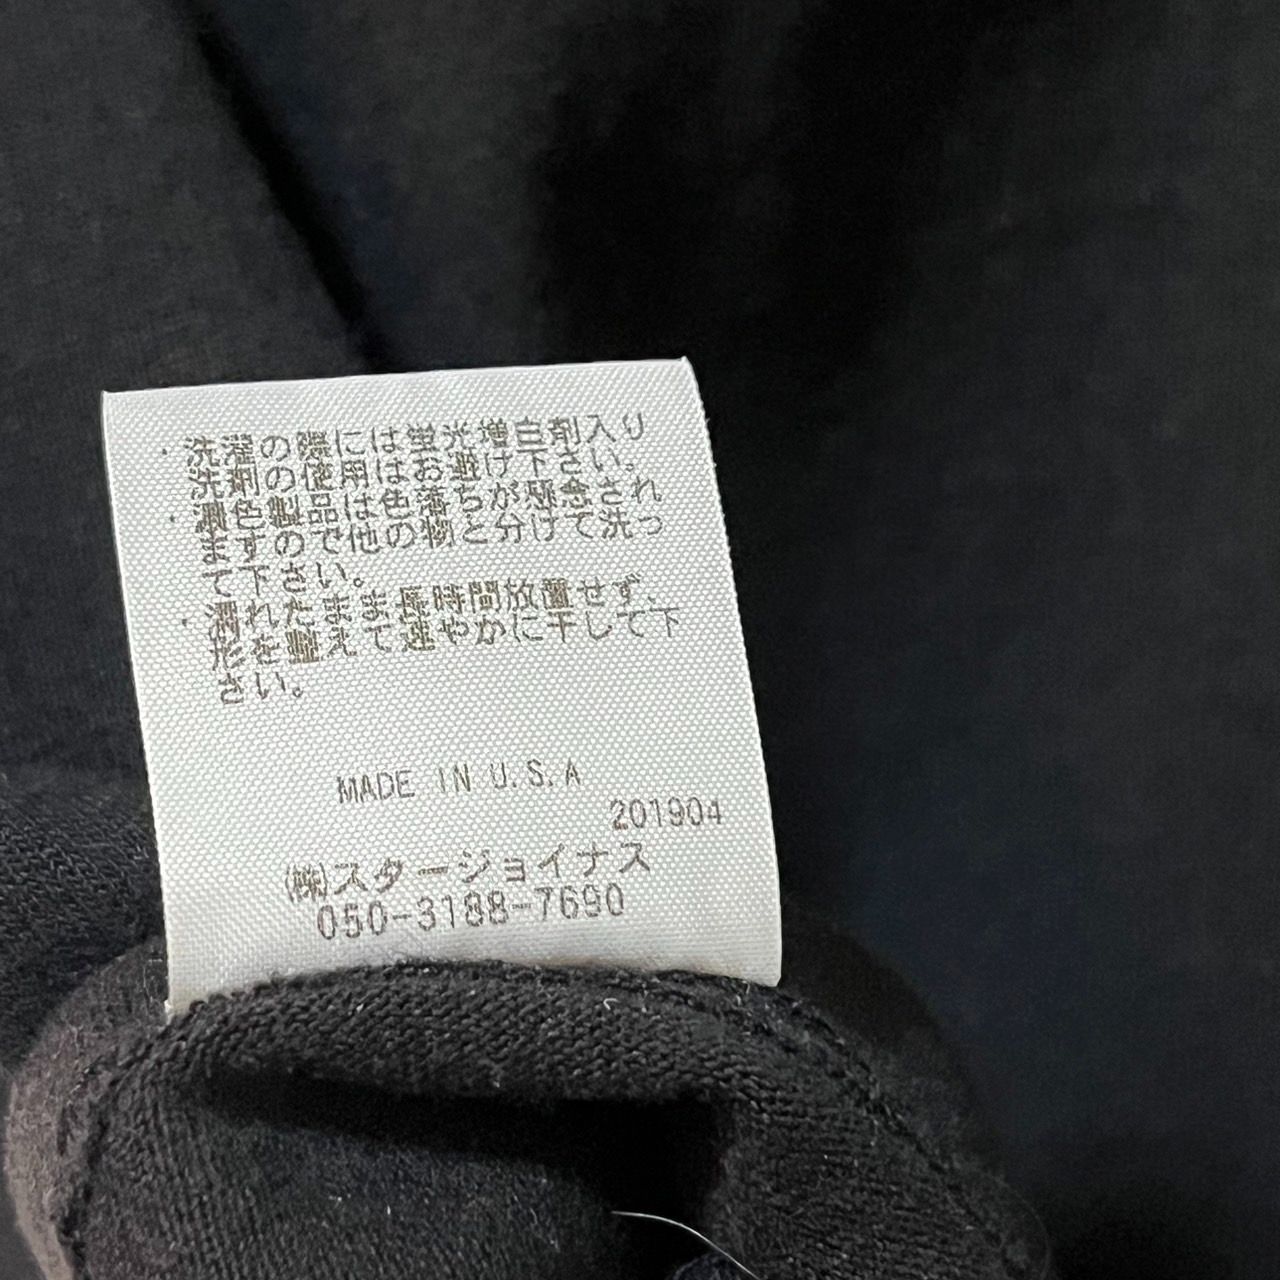 ・洗濯の際には蛍光増白剤入り
洗剤の使用はお避け下さい。
・濃色の製品は色落ちが懸念され
ますので他の物と分けて洗っ
て下さい。
・濡れたまま長時間放置せず、
形を整えて速やかに干して下
さい。
MADE IN U.S.A
201904
㈱スタージョイナス
050-3188-7690